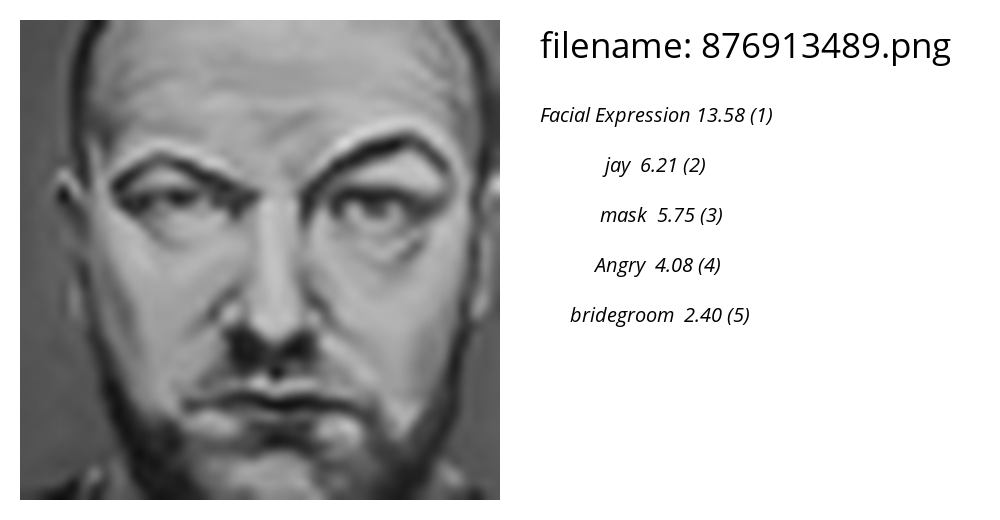 filename: 876913489.png
Facial Expression 13.58 (1)
jay 6.21 (2)
mask 5.75 (3)
Angry 4.08 (4)
bridegroom 2.40 (5)